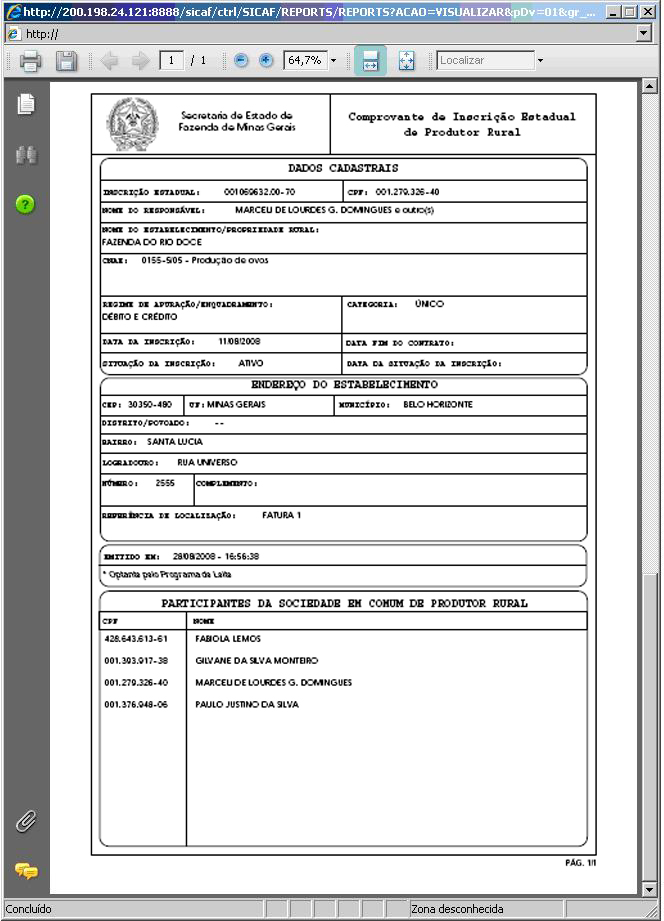 http://200.198.24.121:8888/sicaf/ctrl/SICAF/REPORTS/REPORTS?ACAO=VISUALIZAR&pDv=01&gr_...
http://
1 / 1 64,7% Localizar
Secretaria de Estado de
Fazenda de Minas Gerais
Comprovante de Inscrição Estadual
de Produtor Rural
DADOS CADASTRAIS
INSCRIÇÃO ESTADUAL: 001069632.00-70 CPF: 001.279.326-40
NOME DO RESPONSÁVEL: MARCELI DE LOURDES G. DOMINGUES e outro(s)
NOME DO ESTABELECIMENTO/PROPRIEDADE RURAL:
FAZENDA DO RIO DOCE
CNAE: 0155-5/05 - Produção de ovos
REGIME DE APURAÇÃO/ENQUADRAMENTO: CATEGORIA: ÚNICO
DÉBITO E CRÉDITO
DATA DA INSCRIÇÃO: 11/08/2008 DATA FIM DO CONTRATO:
SITUAÇÃO DA INSCRIÇÃO: ATIVO DATA DA SITUAÇÃO DA INSCRIÇÃO:
ENDEREÇO DO ESTABELECIMENTO
CEP: 30350-480 UF: MINAS GERAIS MUNICÍPIO: BELO HORIZONTE
DISTRITO/POVOADO: --
BAIRRO: SANTA LUCIA
LOGRADOURO: RUA UNIVERSO
NÚMERO: 2555 COMPLEMENTO:
REFERÊNCIA DE LOCALIZAÇÃO: FATURA 1
EMITIDO EM: 28/08/2008 - 16:56:38
* Optante pelo Programa de Leite
PARTICIPANTES DA SOCIEDADE EM COMUM DE PRODUTOR RURAL
CPF NOME
428.643.613-61 FABIOLA LEMOS
001.393.917-38 GILVANE DA SILVA MONTEIRO
001.279.326-40 MARCELI DE LOURDES G. DOMINGUES
001.376.948-06 PAULO JUSTINO DA SILVA
PÁG. 1/1
Concluído Zona desconhecida